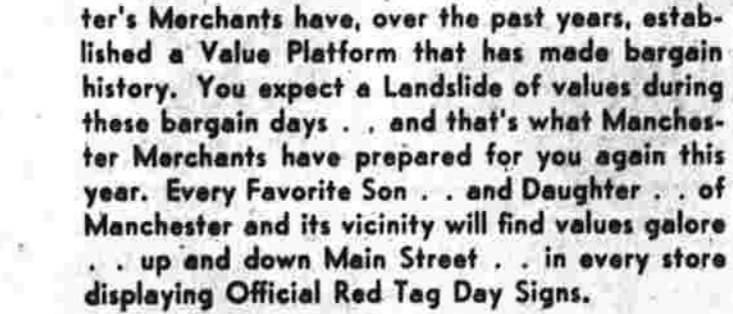 ter's Merchants have, over the past years, estab-
lished a Value Platform that has made bargain
history. You expect a Landslide of values during
these bargain days . . and that's what Manches-
ter Merchants have prepared for you again this
year. Every Favorite Son . . and Daughter . . of
Manchester and its vicinity will find values galore
. . up and down Main Street . . in every store
displaying Official Red Tag Day Signs.